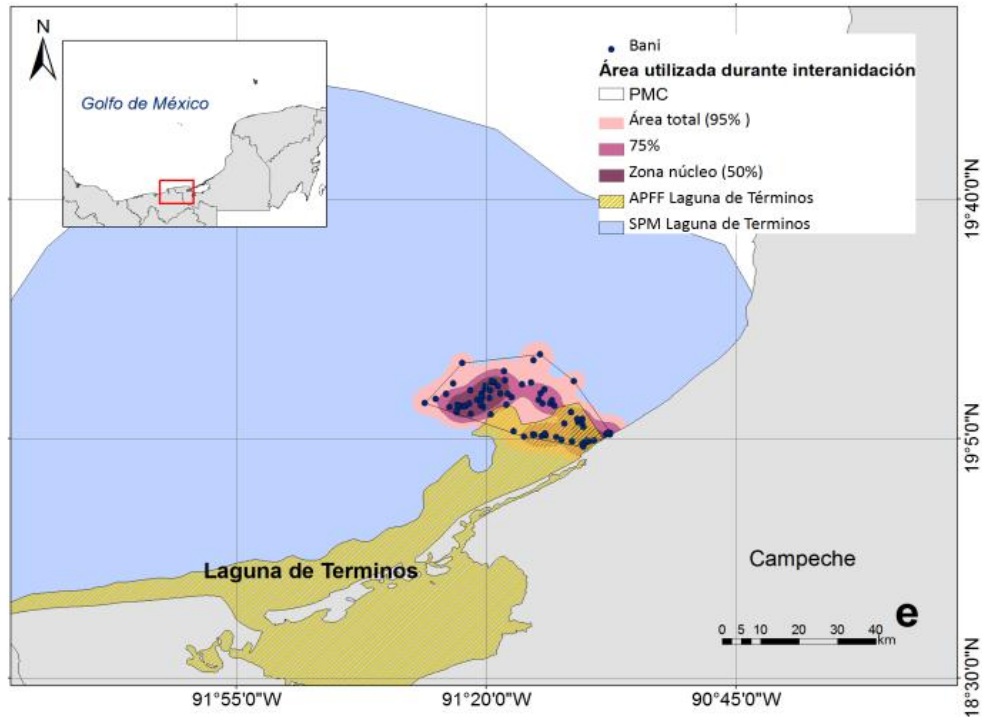 N
Golfo de México
Bani
Área utilizada durante interanidación
PMC
Área total (95% )
75%
Zona núcleo (50%)
APFF Laguna de Términos
SPM Laguna de Terminos
19°40'0"N
19°5'0"N
18°30'0"N
Laguna de Terminos
Campeche
e
0 5 10 20 30 40
km
91°55'0"W 91°20'0"W 90°45'0"W